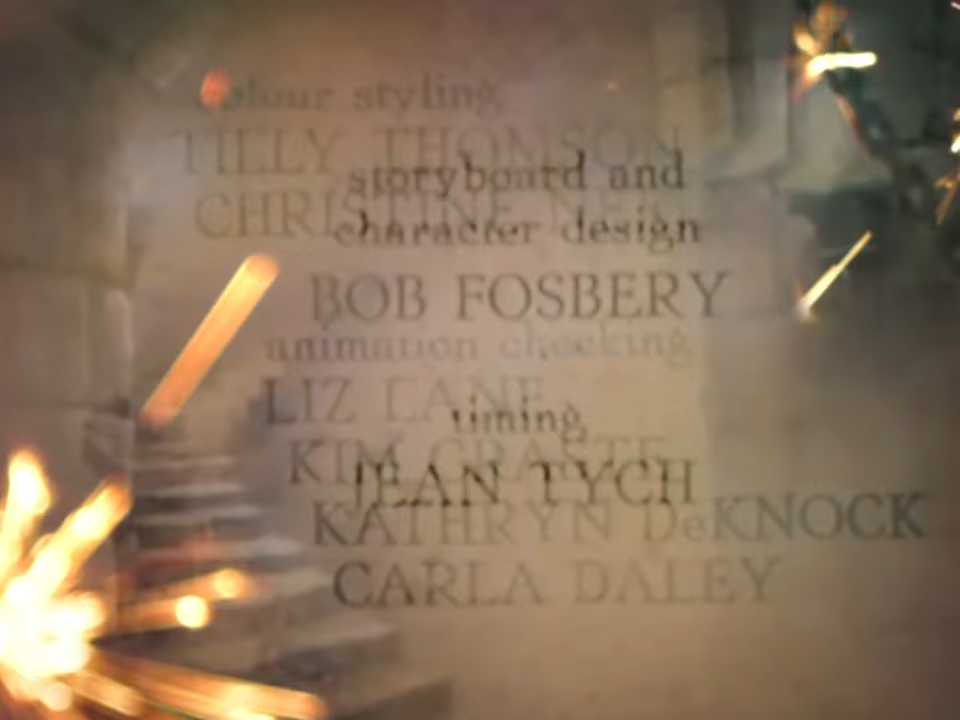 colour styling
TILLY THOMSON
storyboard and
CHRISTINE
character design
BOB FOSBERY
animation checking
LIZ LANE
timing
KIM CRASTE
JEAN TYCH
KATHRYN DeKNOCK
CARLA DALEY